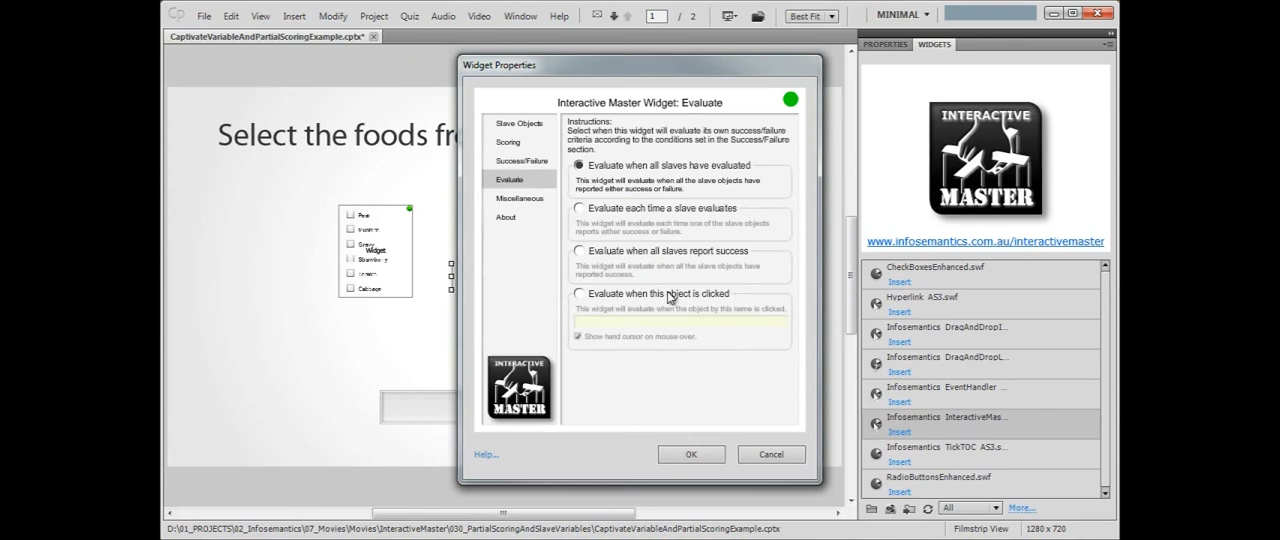 Cp File Edit View Insert Modify Project Quiz Audio Video Window Help 1 / 2 Best Fit MINIMAL
CaptivateVariableAndPartialScoringExample.cptx*
PROPERTIES WIDGETS
Select the foods fr
Pear
Mustard
Gravy
Widget
Strawberry
Cabbage
Widget Properties
Interactive Master Widget: Evaluate
Slave Objects
Scoring
Success/Failure
Evaluate
Miscellaneous
About
Instructions:
Select when this widget will evaluate its own success/failure
criteria according to the conditions set in the Success/Failure
section.
Evaluate when all slaves have evaluated
This widget will evaluate when all the slave objects have
reported either success or failure.
Evaluate each time a slave evaluates
This widget will evaluate each time one of the slave objects
reports either success or failure.
Evaluate when all slaves report success
This widget will evaluate when all the slave objects have
reported success.
Evaluate when this object is clicked
This widget will evaluate when the object by this name is clicked.
Show hand cursor on mouse over.
INTERACTIVE
MASTER
Help...
OK
Cancel
INTERACTIVE
MASTER
www.infosemantics.com.au/interactivemaster
CheckBoxesEnhanced.swf
Insert
Hyperlink AS3.swf
Insert
Infosemantics DragAndDropI...
Insert
Infosemantics DragAndDropL...
Insert
Infosemantics EventHandler ...
Insert
Infosemantics InteractiveMas...
Insert
Infosemantics TickTOC AS3.s...
Insert
RadioButtonsEnhanced.swf
Insert
All
More...
D:\01_PROJECTS\02_Infosemantics\07_Movies\Movies\InteractiveMaster\030_PartialScoringAndSlaveVariables\CaptivateVariableAndPartialScoringExample.cptx
Filmstrip View
1280 x 720